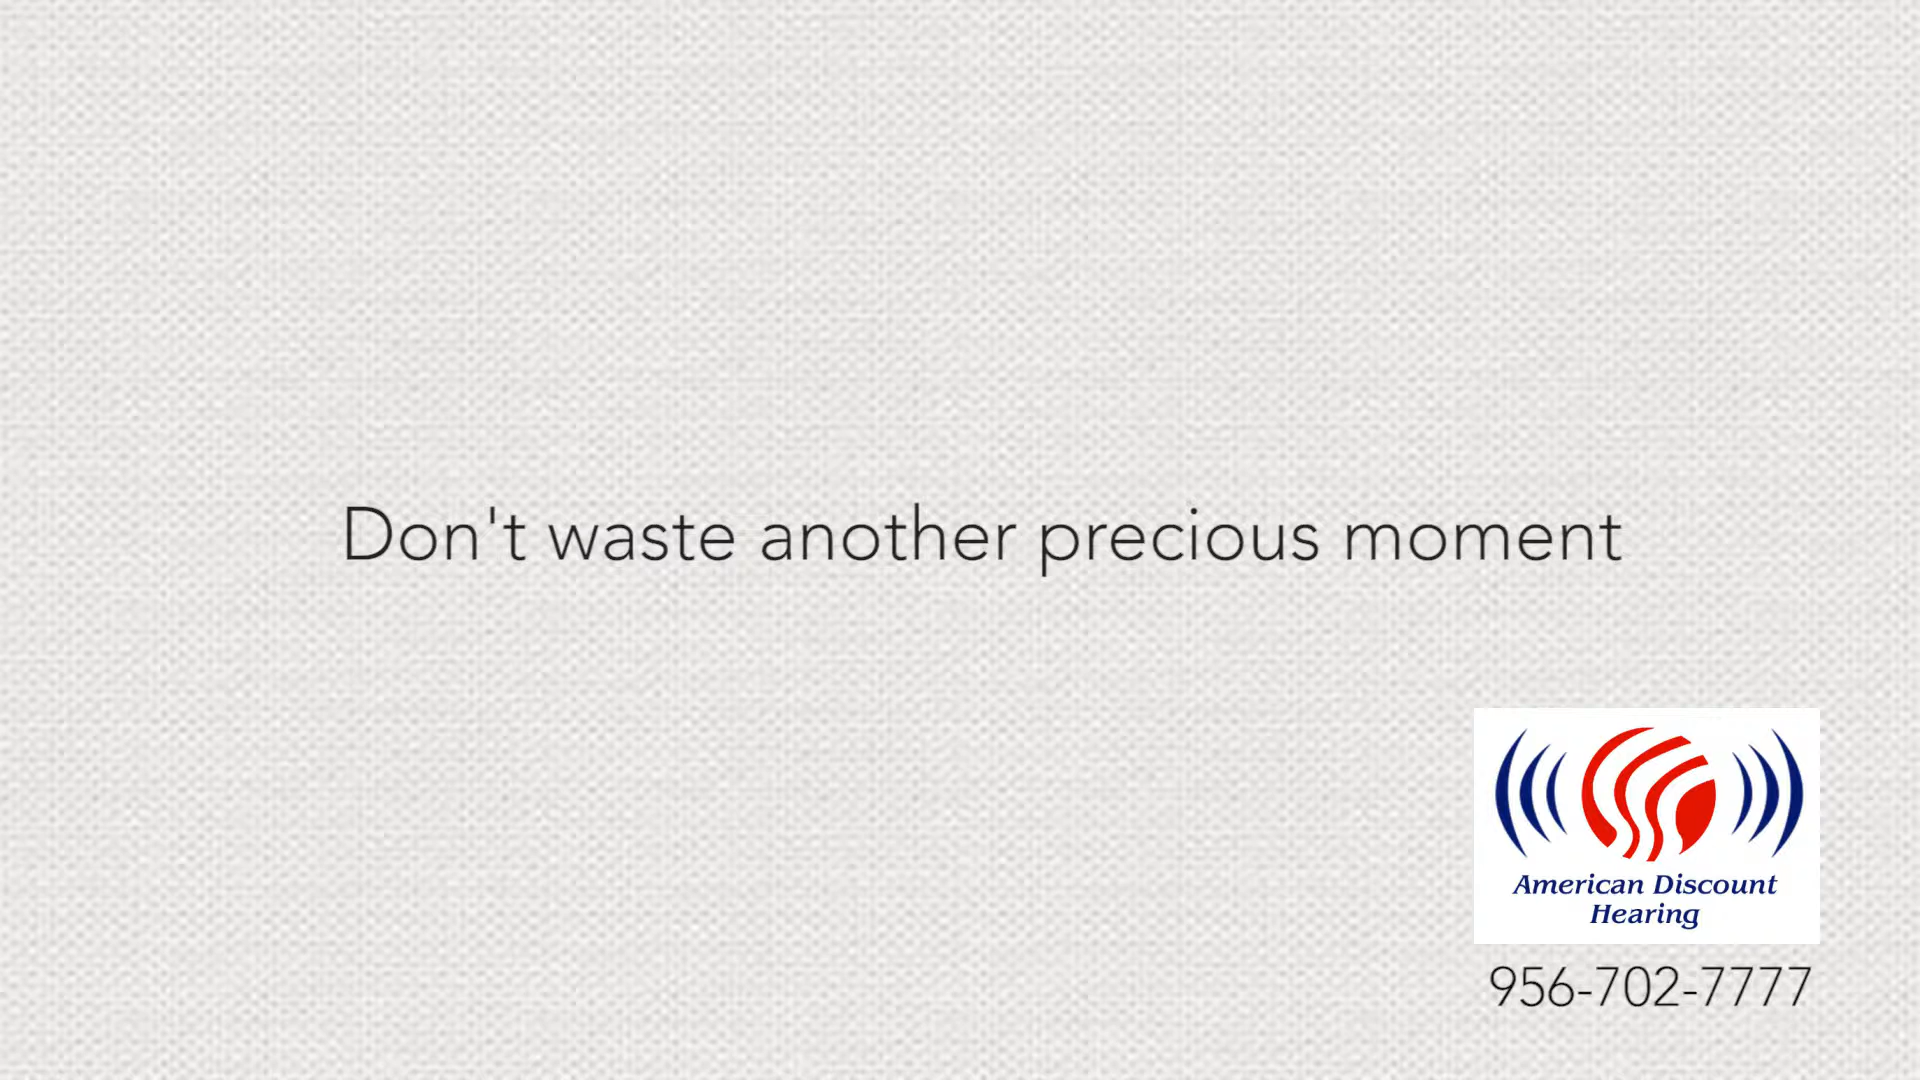 Don't waste another precious moment
American Discount
Hearing
956-702-7777